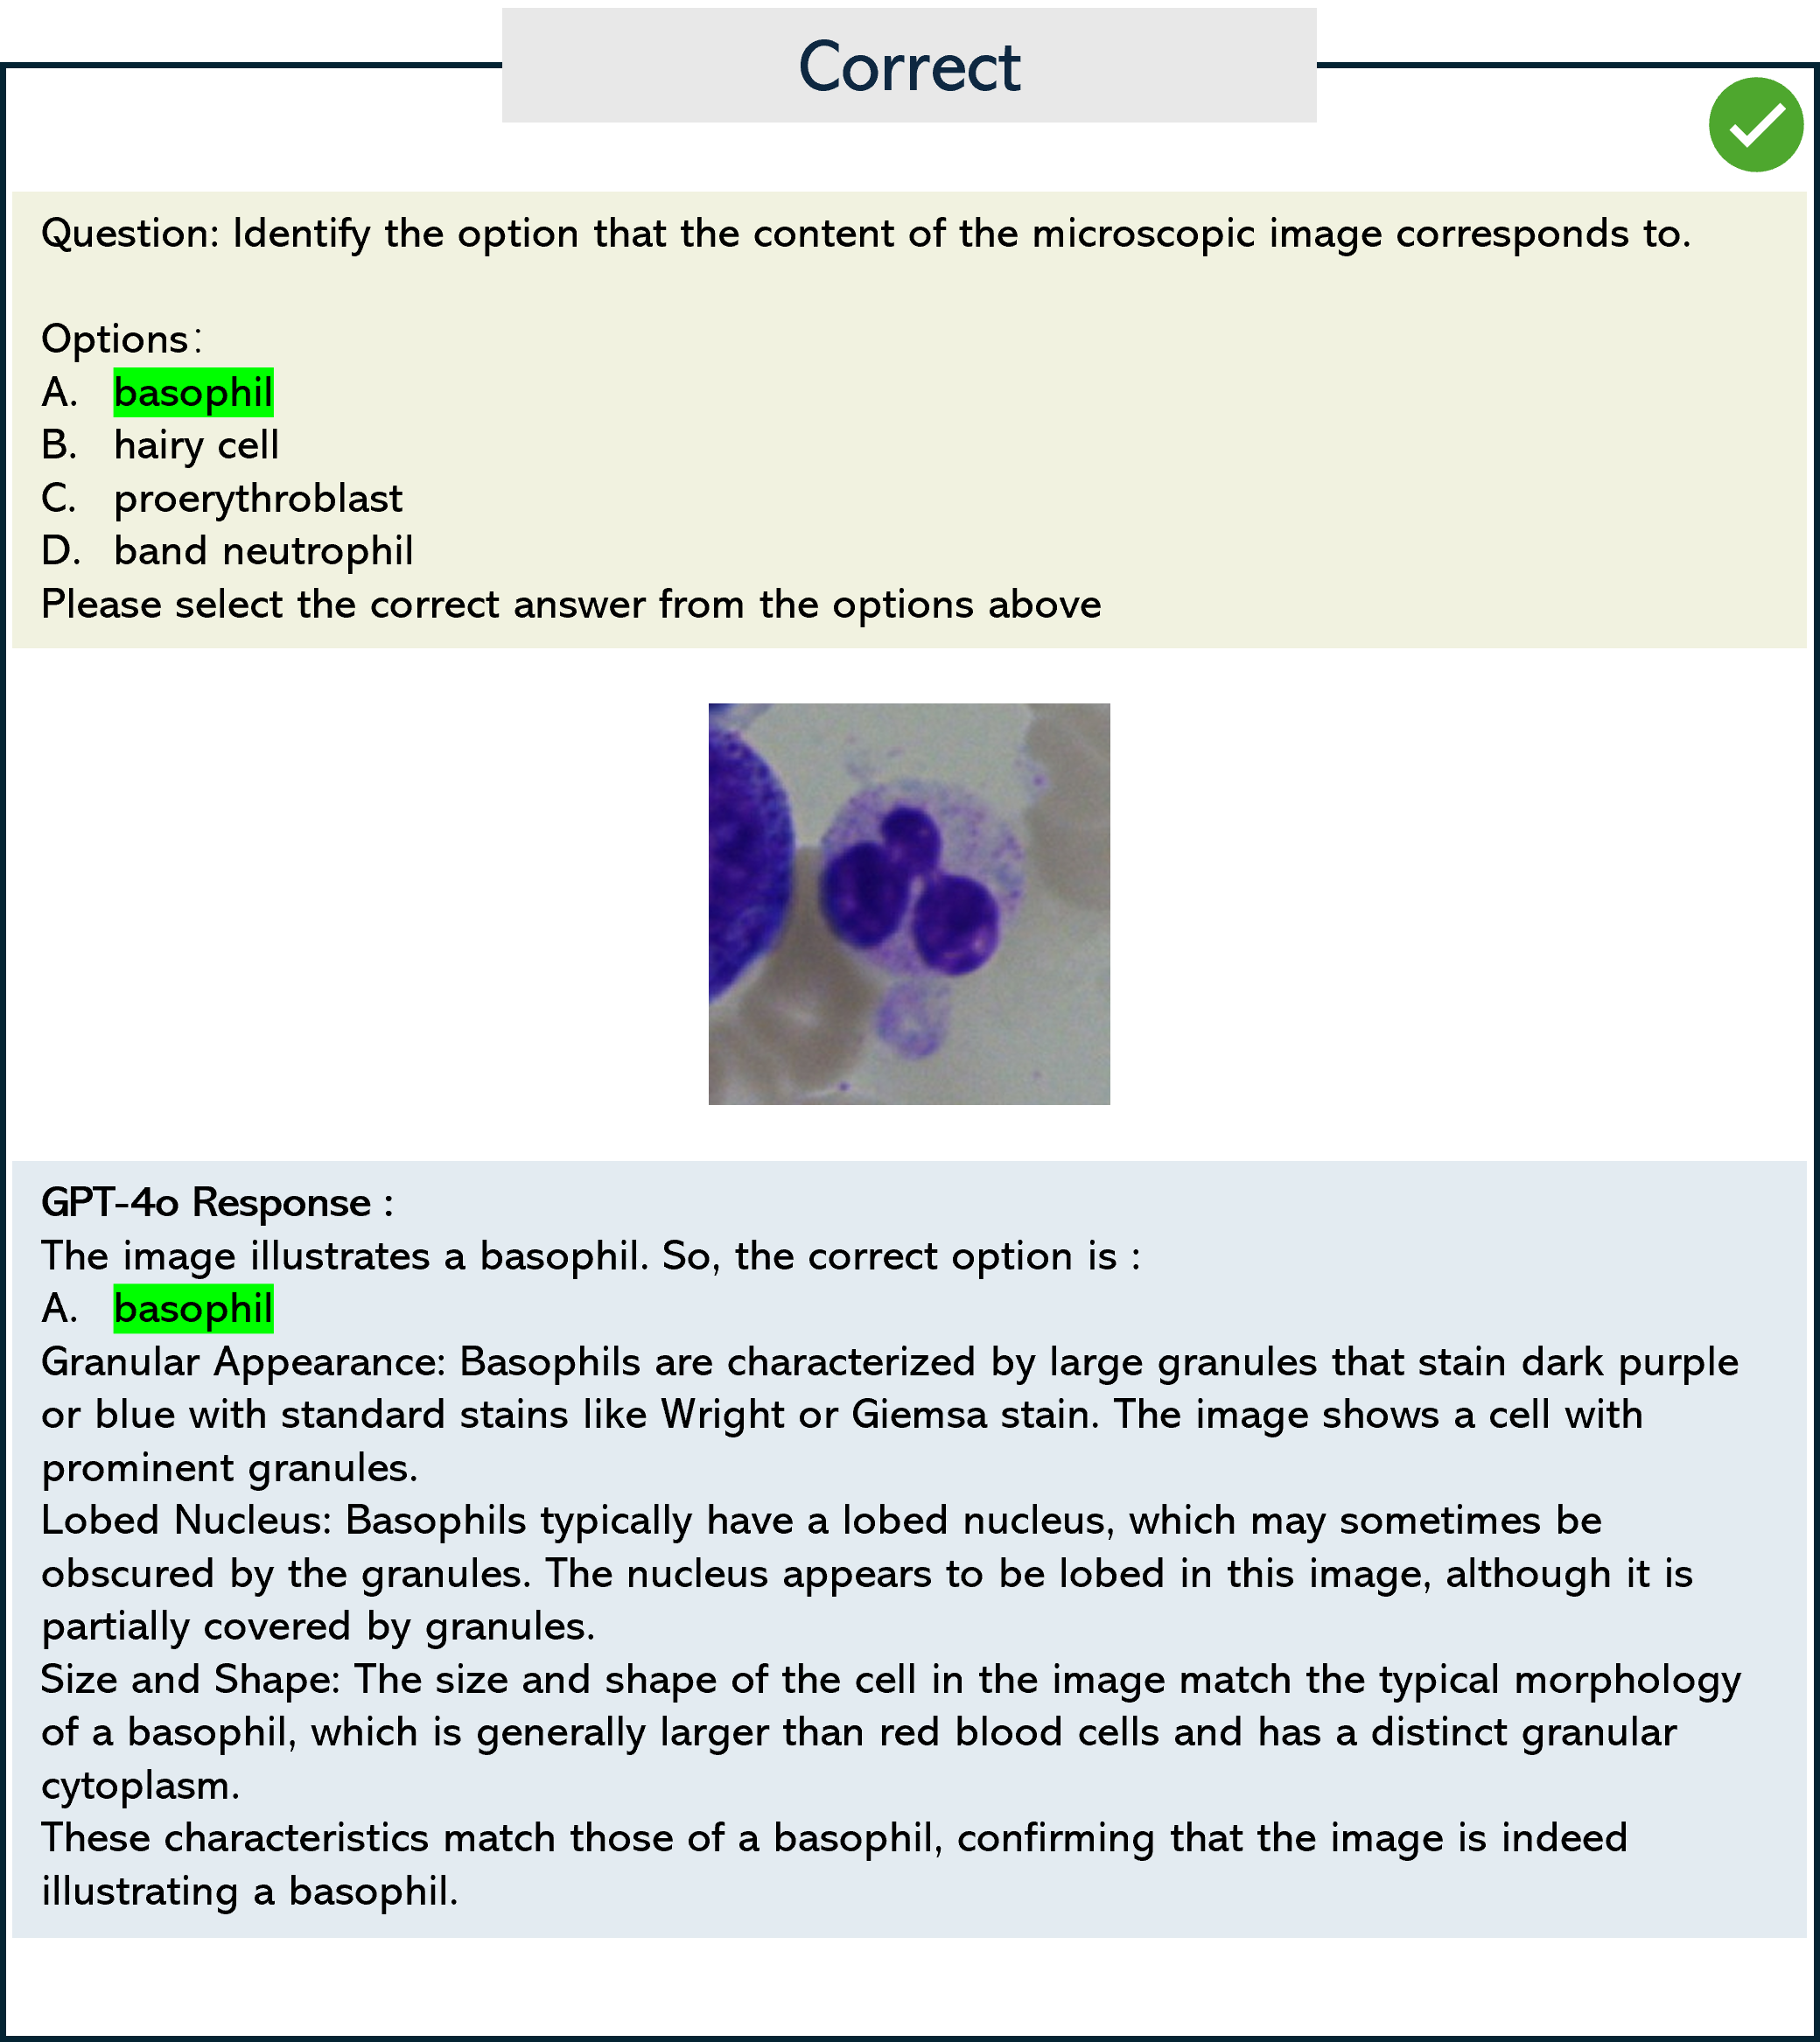 Correct
Question: Identify the option that the content of the microscopic image corresponds to.
Options:
A. basophil
B. hairy cell
C. proerythroblast
D. band neutrophil
Please select the correct answer from the options above
GPT-4o Response :
The image illustrates a basophil. So, the correct option is :
A. basophil
Granular Appearance: Basophils are characterized by large granules that stain dark purple
or blue with standard stains like Wright or Giemsa stain. The image shows a cell with
prominent granules.
Lobed Nucleus: Basophils typically have a lobed nucleus, which may sometimes be
obscured by the granules. The nucleus appears to be lobed in this image, although it is
partially covered by granules.
Size and Shape: The size and shape of the cell in the image match the typical morphology
of a basophil, which is generally larger than red blood cells and has a distinct granular
cytoplasm.
These characteristics match those of a basophil, confirming that the image is indeed
illustrating a basophil.